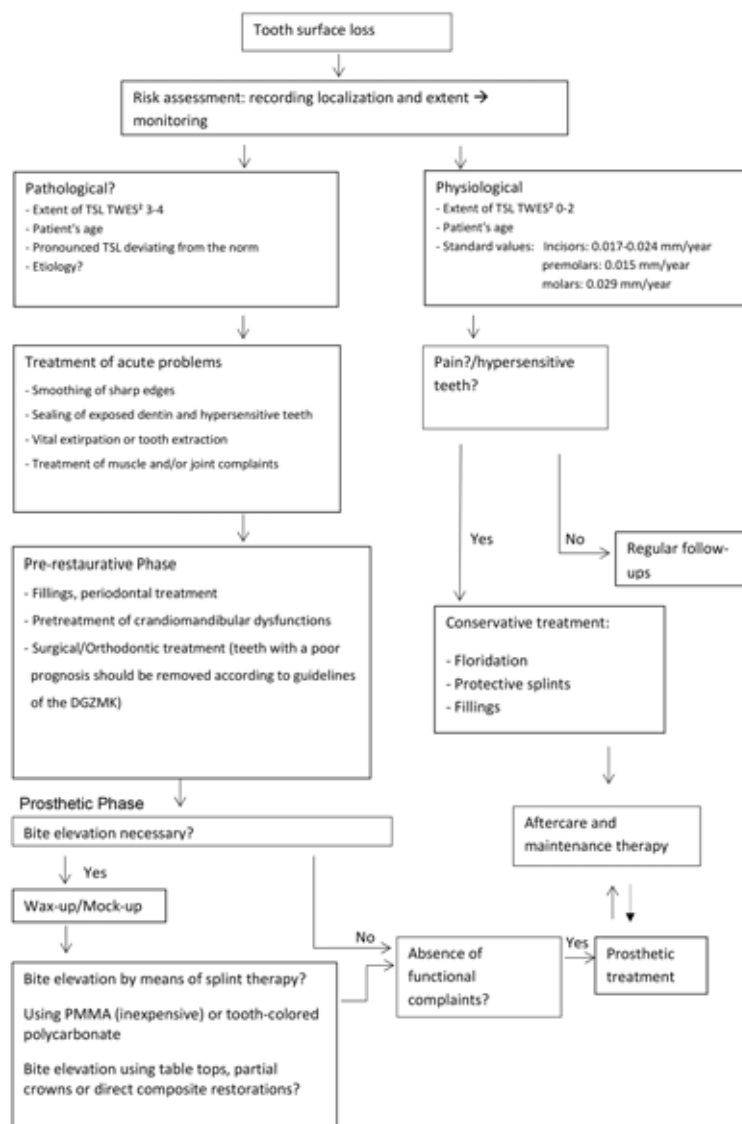 Tooth surface loss
Risk assessment: recording localization and extent →
monitoring
Pathological?
- Extent of TSL TWES² 3-4
- Patient's age
- Pronounced TSL deviating from the norm
- Etiology?
Physiological
- Extent of TSL TWES² 0-2
- Patient's age
- Standard values: Incisors: 0.017-0.024 mm/year
premolars: 0.015 mm/year
molars: 0.029 mm/year
Treatment of acute problems
- Smoothing of sharp edges
- Sealing of exposed dentin and hypersensitive teeth
- Vital extirpation or tooth extraction
- Treatment of muscle and/or joint complaints
Pain?/hypersensitive
teeth?
Yes
No
Regular follow-
ups
Pre-restaurative Phase
- Fillings, periodontal treatment
- Pretreatment of crandiomandibular dysfunctions
- Surgical/Orthodontic treatment (teeth with a poor
prognosis should be removed according to guidelines
of the DGZMK)
Conservative treatment:
- Floridation
- Protective splints
- Fillings
Prosthetic Phase
Bite elevation necessary?
Aftercare and
maintenance therapy
Yes
Wax-up/Mock-up
No
Absence of
functional
complaints?
Yes
Prosthetic
treatment
Bite elevation by means of splint therapy?
Using PMMA (inexpensive) or tooth-colored
polycarbonate
Bite elevation using table tops, partial
crowns or direct composite restorations?